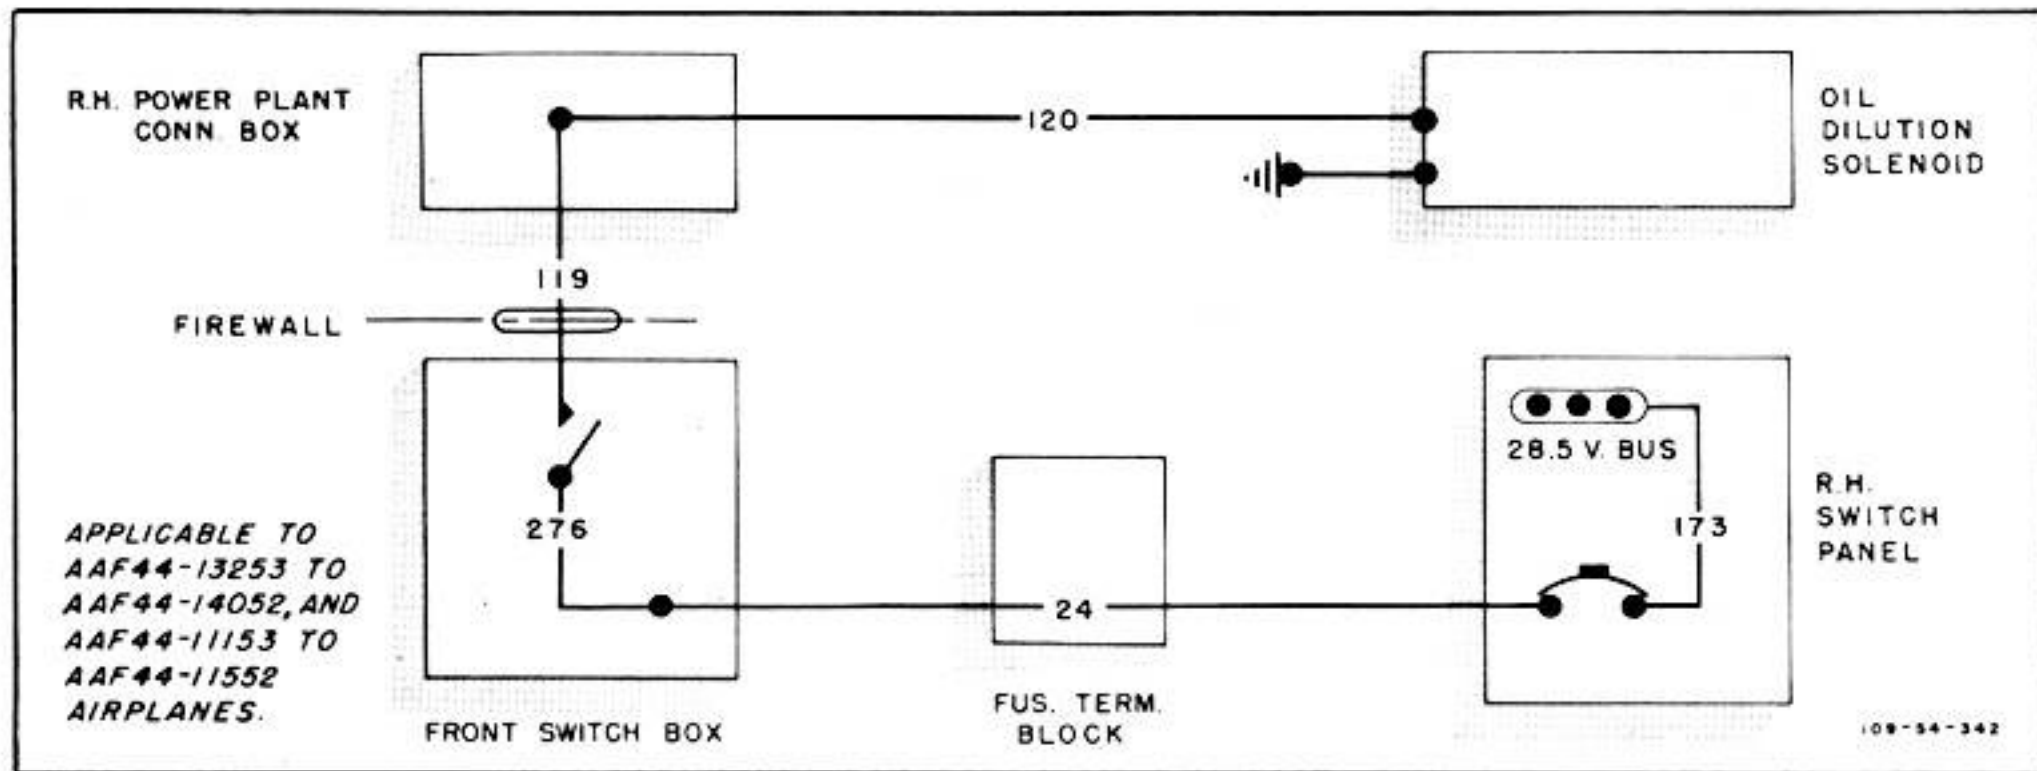 R.H. POWER PLANT
CONN. BOX
120
OIL
DILUTION
SOLENOID
119
FIREWALL
28.5 V. BUS
173
R.H.
SWITCH
PANEL
276
24
APPLICABLE TO
AAF44-13253 TO
AAF44-14052, AND
AAF44-11153 TO
AAF44-11552
AIRPLANES.
FRONT SWITCH BOX
FUS. TERM.
BLOCK
109-54-342